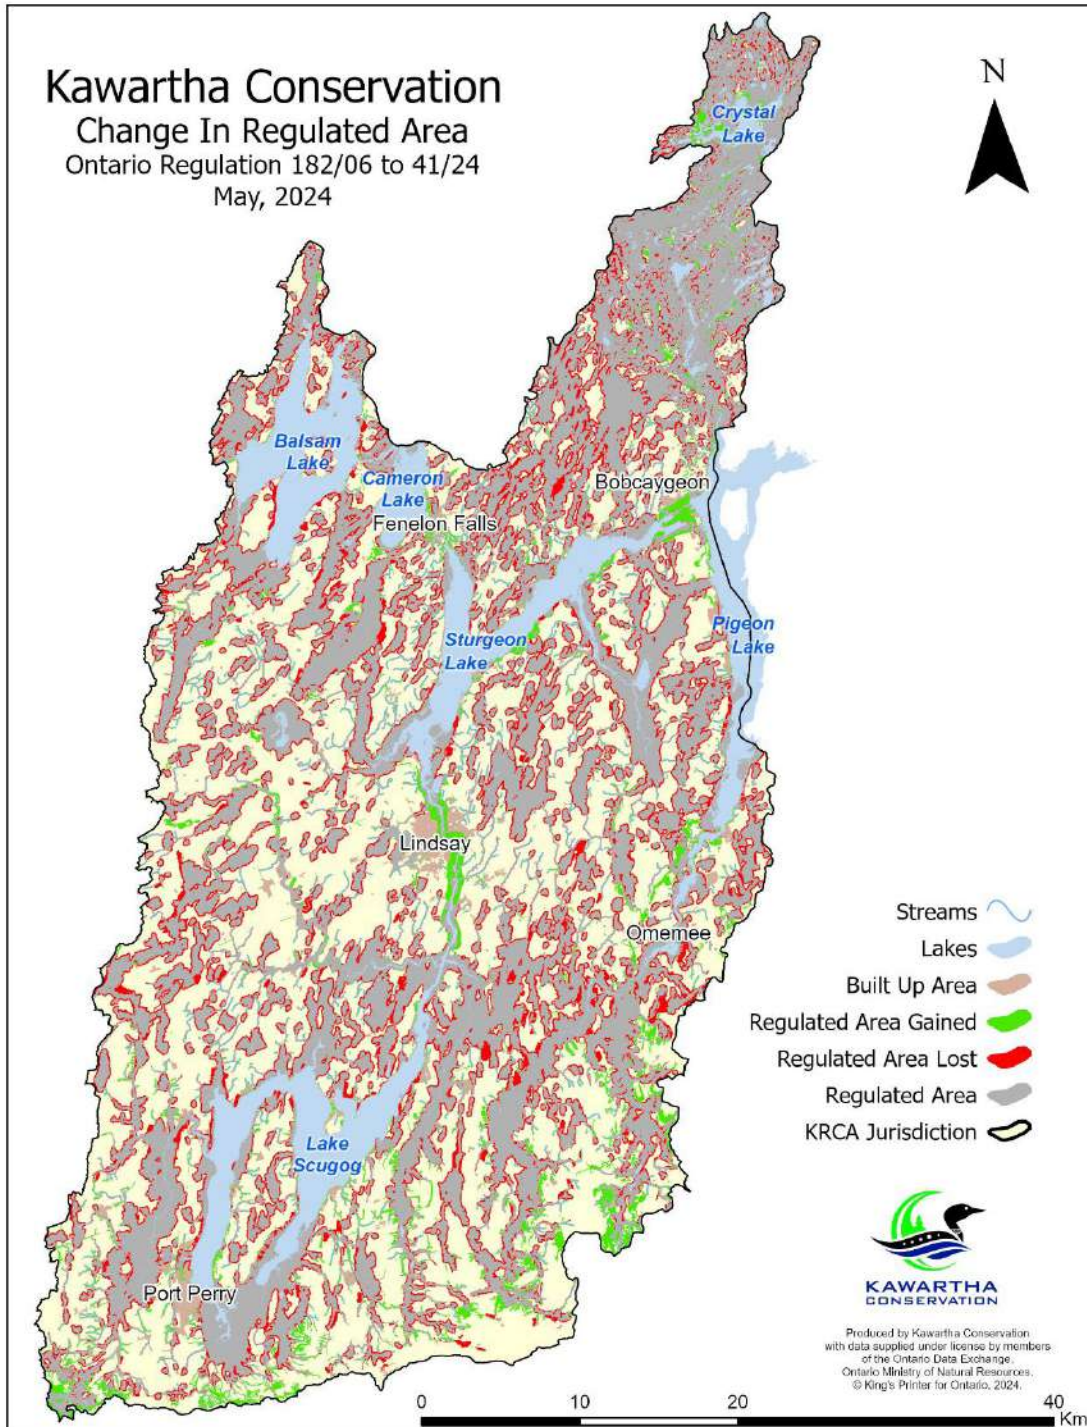 Kawartha Conservation
Change In Regulated Area
Ontario Regulation 182/06 to 41/24
May, 2024
N
Crystal
Lake
Balsam
Lake
Cameron
Lake
Fenelon Falls
Bobcaygeon
Sturgeon
Lake
Pigeon
Lake
Lindsay
Omemee
Lake
Scugog
Port Perry
Streams
Lakes
Built Up Area
Regulated Area Gained
Regulated Area Lost
Regulated Area
KRCA Jurisdiction
KAWARTHA
CONSERVATION
Produced by Kawartha Conservation
with data supplied under license by members
of the Ontario Data Exchange.
Ontario Ministry of Natural Resources.
© King's Printer for Ontario, 2024.
0 10 20 40
Km